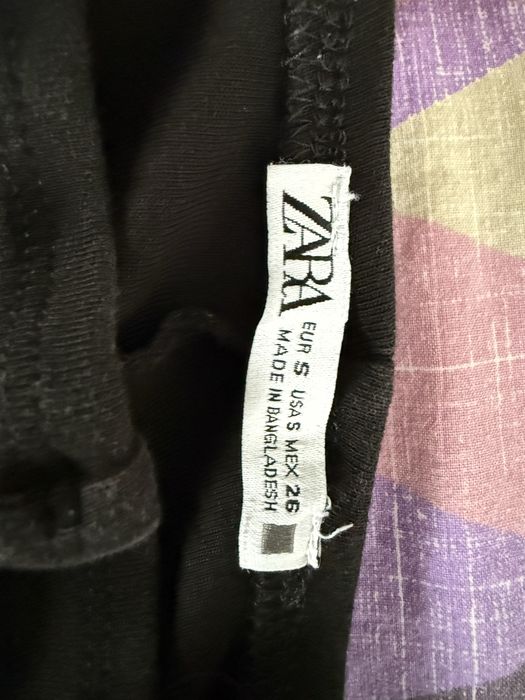 ZARA
EUR S USA S MEX 26
MADE IN BANGLADESH